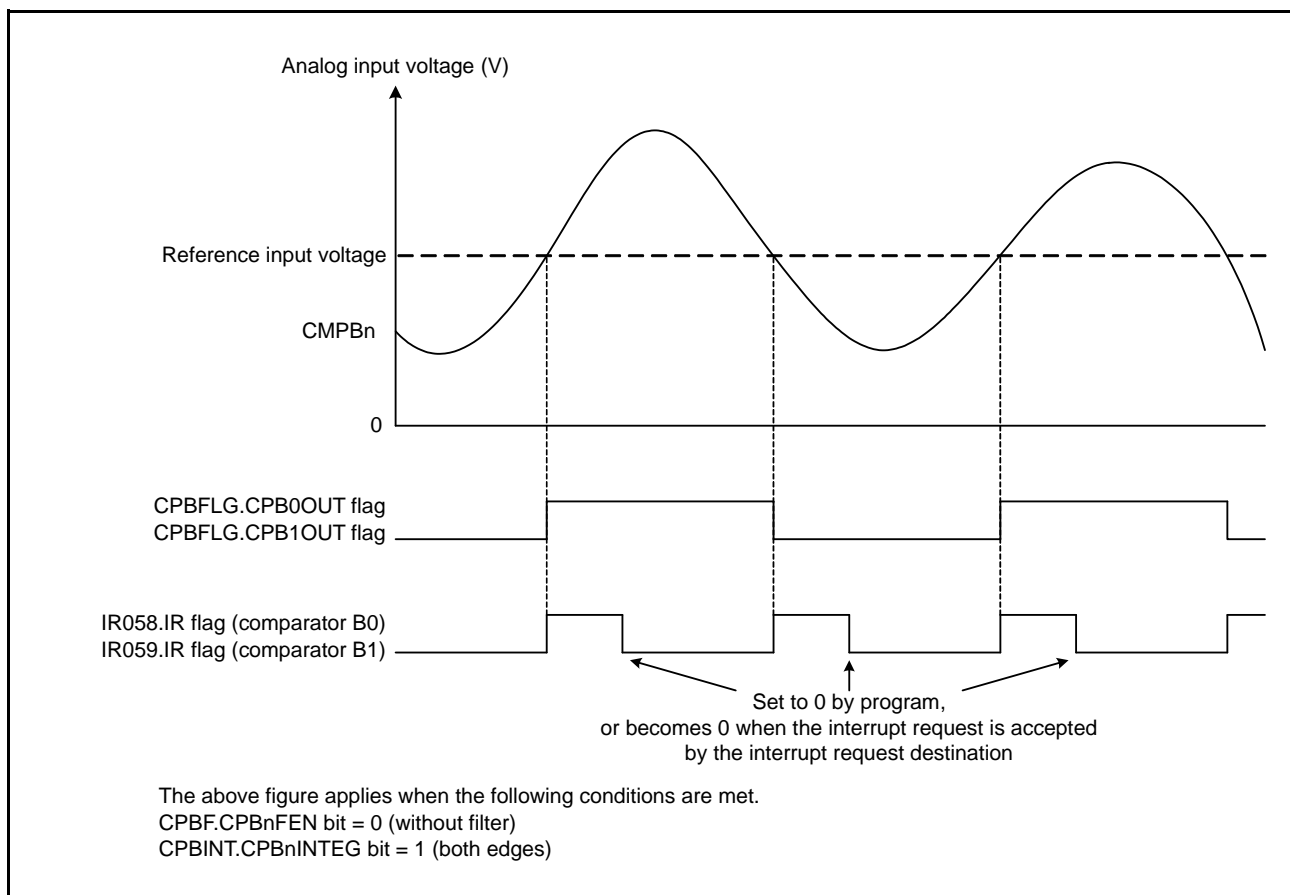 Analog input voltage (V)
Reference input voltage
CMPBn
0
CPBFLG.CPB0OUT flag
CPBFLG.CPB1OUT flag
IR058.IR flag (comparator B0)
IR059.IR flag (comparator B1)
Set to 0 by program,
or becomes 0 when the interrupt request is accepted
by the interrupt request destination
The above figure applies when the following conditions are met.
CPBF.CPBnFEN bit = 0 (without filter)
CPBINT.CPBnINTEG bit = 1 (both edges)